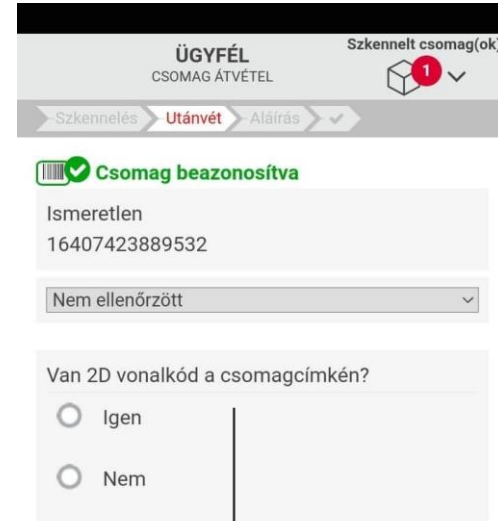 ÜGYFÉL
CSOMAG ÁTVÉTEL
Szkennelt csomag(ok)
1
Szkennelés
Utánvét
Aláírás
Csomag beazonosítva
Ismeretlen
16407423889532
Nem ellenőrzött
Van 2D vonalkód a csomagcímkén?
Igen
Nem